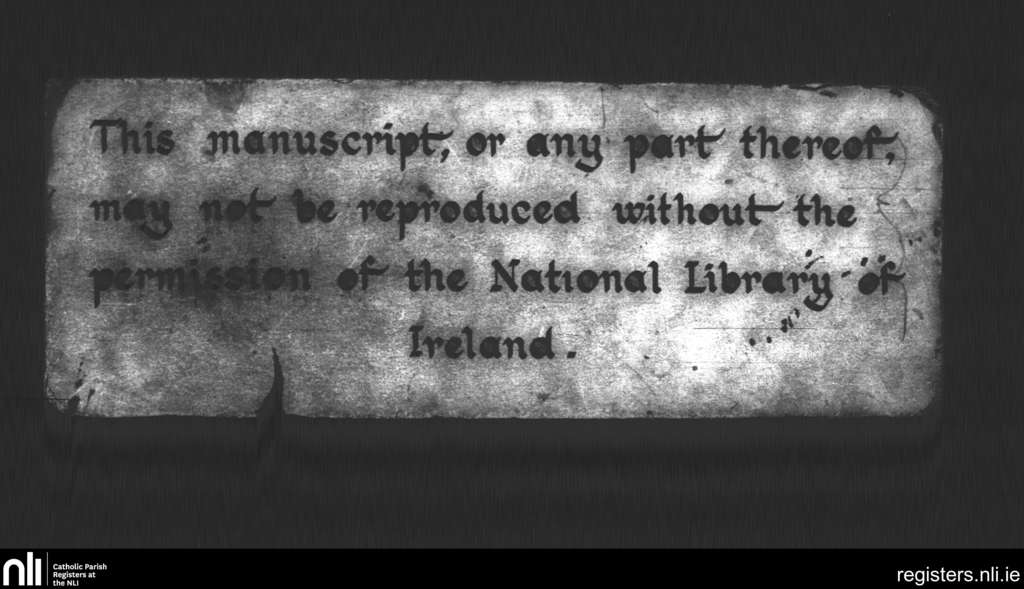 This manuscript, or any part thereof,
may not be reproduced without the
permission of the National Library of
Ireland.
nli
Catholic Parish
Registers at
the NLI
registers.nli.ie